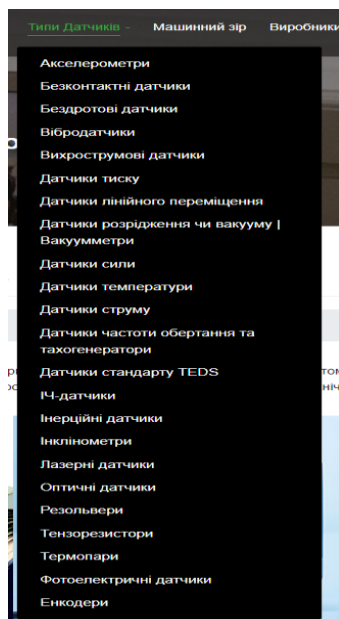 Типи Датчиків Машинний зір Виробники
Акселерометри
Безконтактні датчики
Бездротові датчики
Вібродатчики
Вихрострумові датчики
Датчики тиску
Датчики лінійного переміщення
Датчики розрідження чи вакууму |
Вакуумметри
Датчики сили
Датчики температури
Датчики струму
Датчики частоти обертання та
тахогенератори
Датчики стандарту TEDS
ІЧ-датчики
Інерційні датчики
Інклінометри
Лазерні датчики
Оптичні датчики
Резольвери
Тензорезистори
Термопари
Фотоелектричні датчики
Енкодери